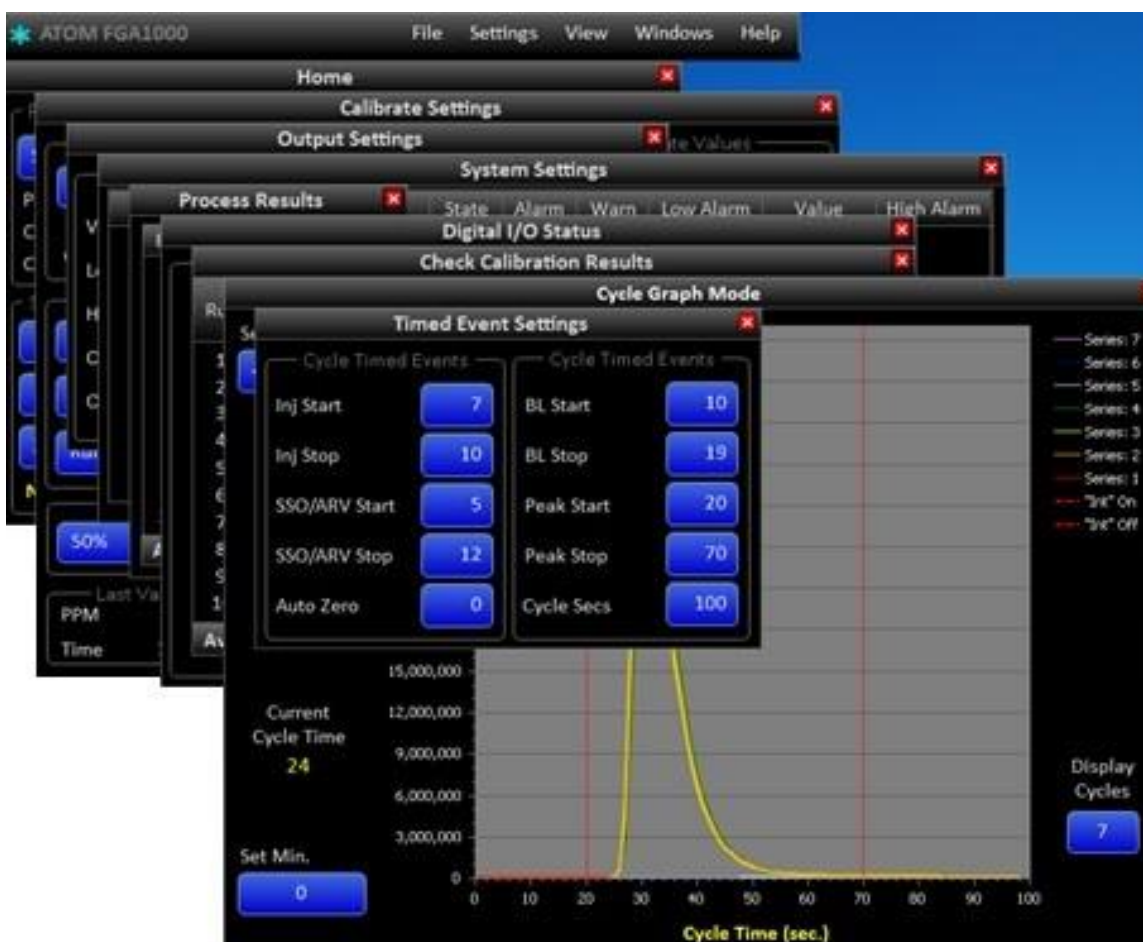 ATOM FGA1000 File Settings View Windows Help
Home
Calibrate Settings
Output Settings
te Values
System Settings
Process Results
State Alarm Warn Low Alarm Value High Alarm
Digital I/O Status
Check Calibration Results
Cycle Graph Mode
Timed Event Settings
Cycle Timed Events Cycle Timed Events
Inj Start 7 BL Start 10
Inj Stop 10 BL Stop 19
SSO/ARV Start 5 Peak Start 20
SSO/ARV Stop 12 Peak Stop 70
Auto Zero 0 Cycle Secs 100
Series: 7
Series: 6
Series: 5
Series: 4
Series: 3
Series: 2
Series: 1
"Int" On
"Int" Off
50%
Last Va
PPM
Time
Av
15,000,000
12,000,000
9,000,000
6,000,000
3,000,000
0
Current
Cycle Time
24
Set Min.
0
Display
Cycles
7
0 10 20 30 40 50 60 70 80 90 100
Cycle Time (sec.)